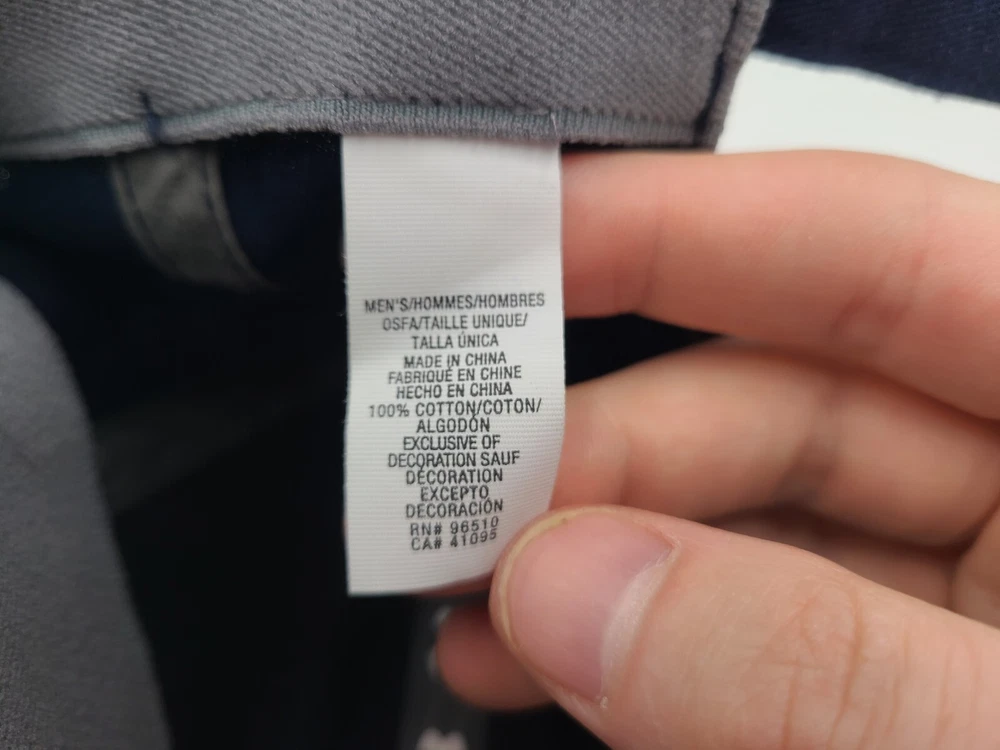 MEN'S/HOMMES/HOMBRES
OSFA/TAILLE UNIQUE/
TALLA ÚNICA
MADE IN CHINA
FABRIQUÉ EN CHINE
HECHO EN CHINA
100% COTTON/COTON/
ALGODÓN
EXCLUSIVE OF
DECORATION SAUF
DÉCORATION
EXCEPTO
DECORACIÓN
RN# 96510
CA# 41095